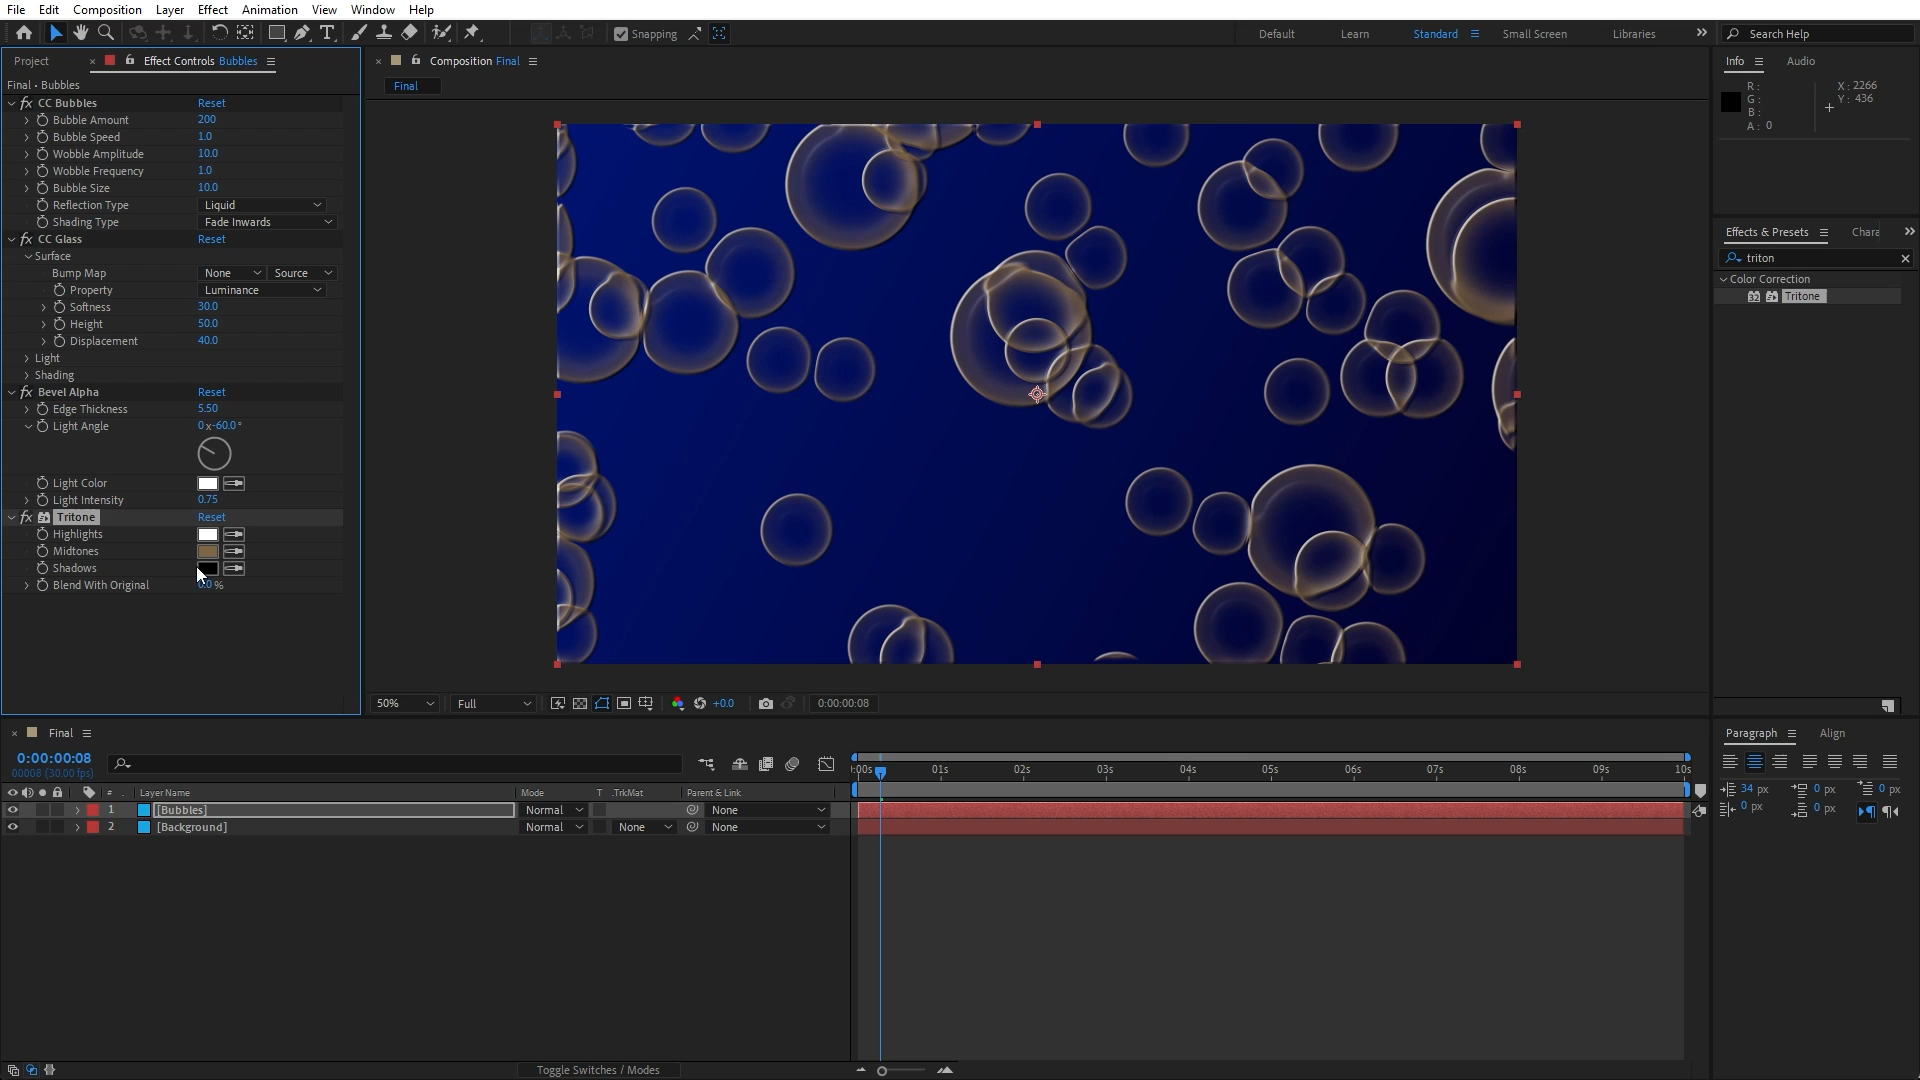 File Edit Composition Layer Effect Animation View Window Help
Snapping
Default Learn Standard Small Screen Libraries Search Help
Project Effect Controls Bubbles
Final • Bubbles
fx CC Bubbles Reset
Bubble Amount 200
Bubble Speed 1.0
Wobble Amplitude 10.0
Wobble Frequency 1.0
Bubble Size 10.0
Reflection Type Liquid
Shading Type Fade Inwards
fx CC Glass Reset
Surface
Bump Map None Source
Property Luminance
Softness 30.0
Height 50.0
Displacement 40.0
Light
Shading
fx Bevel Alpha Reset
Edge Thickness 5.50
Light Angle 0x-60.0°
Light Color
Light Intensity 0.75
fx Tritone Reset
Highlights
Midtones
Shadows
Blend With Original 0.0 %
Composition Final
Final
50% Full +0.0 0:00:00:08
Info Audio
R: X: 2266
G: Y: 436
B:
A: 0
Effects & Presets Chara
triton
Color Correction
32 Tritone
Final
0:00:00:08
00008 (30.00 fps)
:00s 01s 02s 03s 04s 05s 06s 07s 08s 09s 10s
# Layer Name Mode T .TrkMat Parent & Link
1 [Bubbles] Normal None
2 [Background] Normal None None
Toggle Switches / Modes
Paragraph Align
34 px 0 px 0 px
0 px 0 px